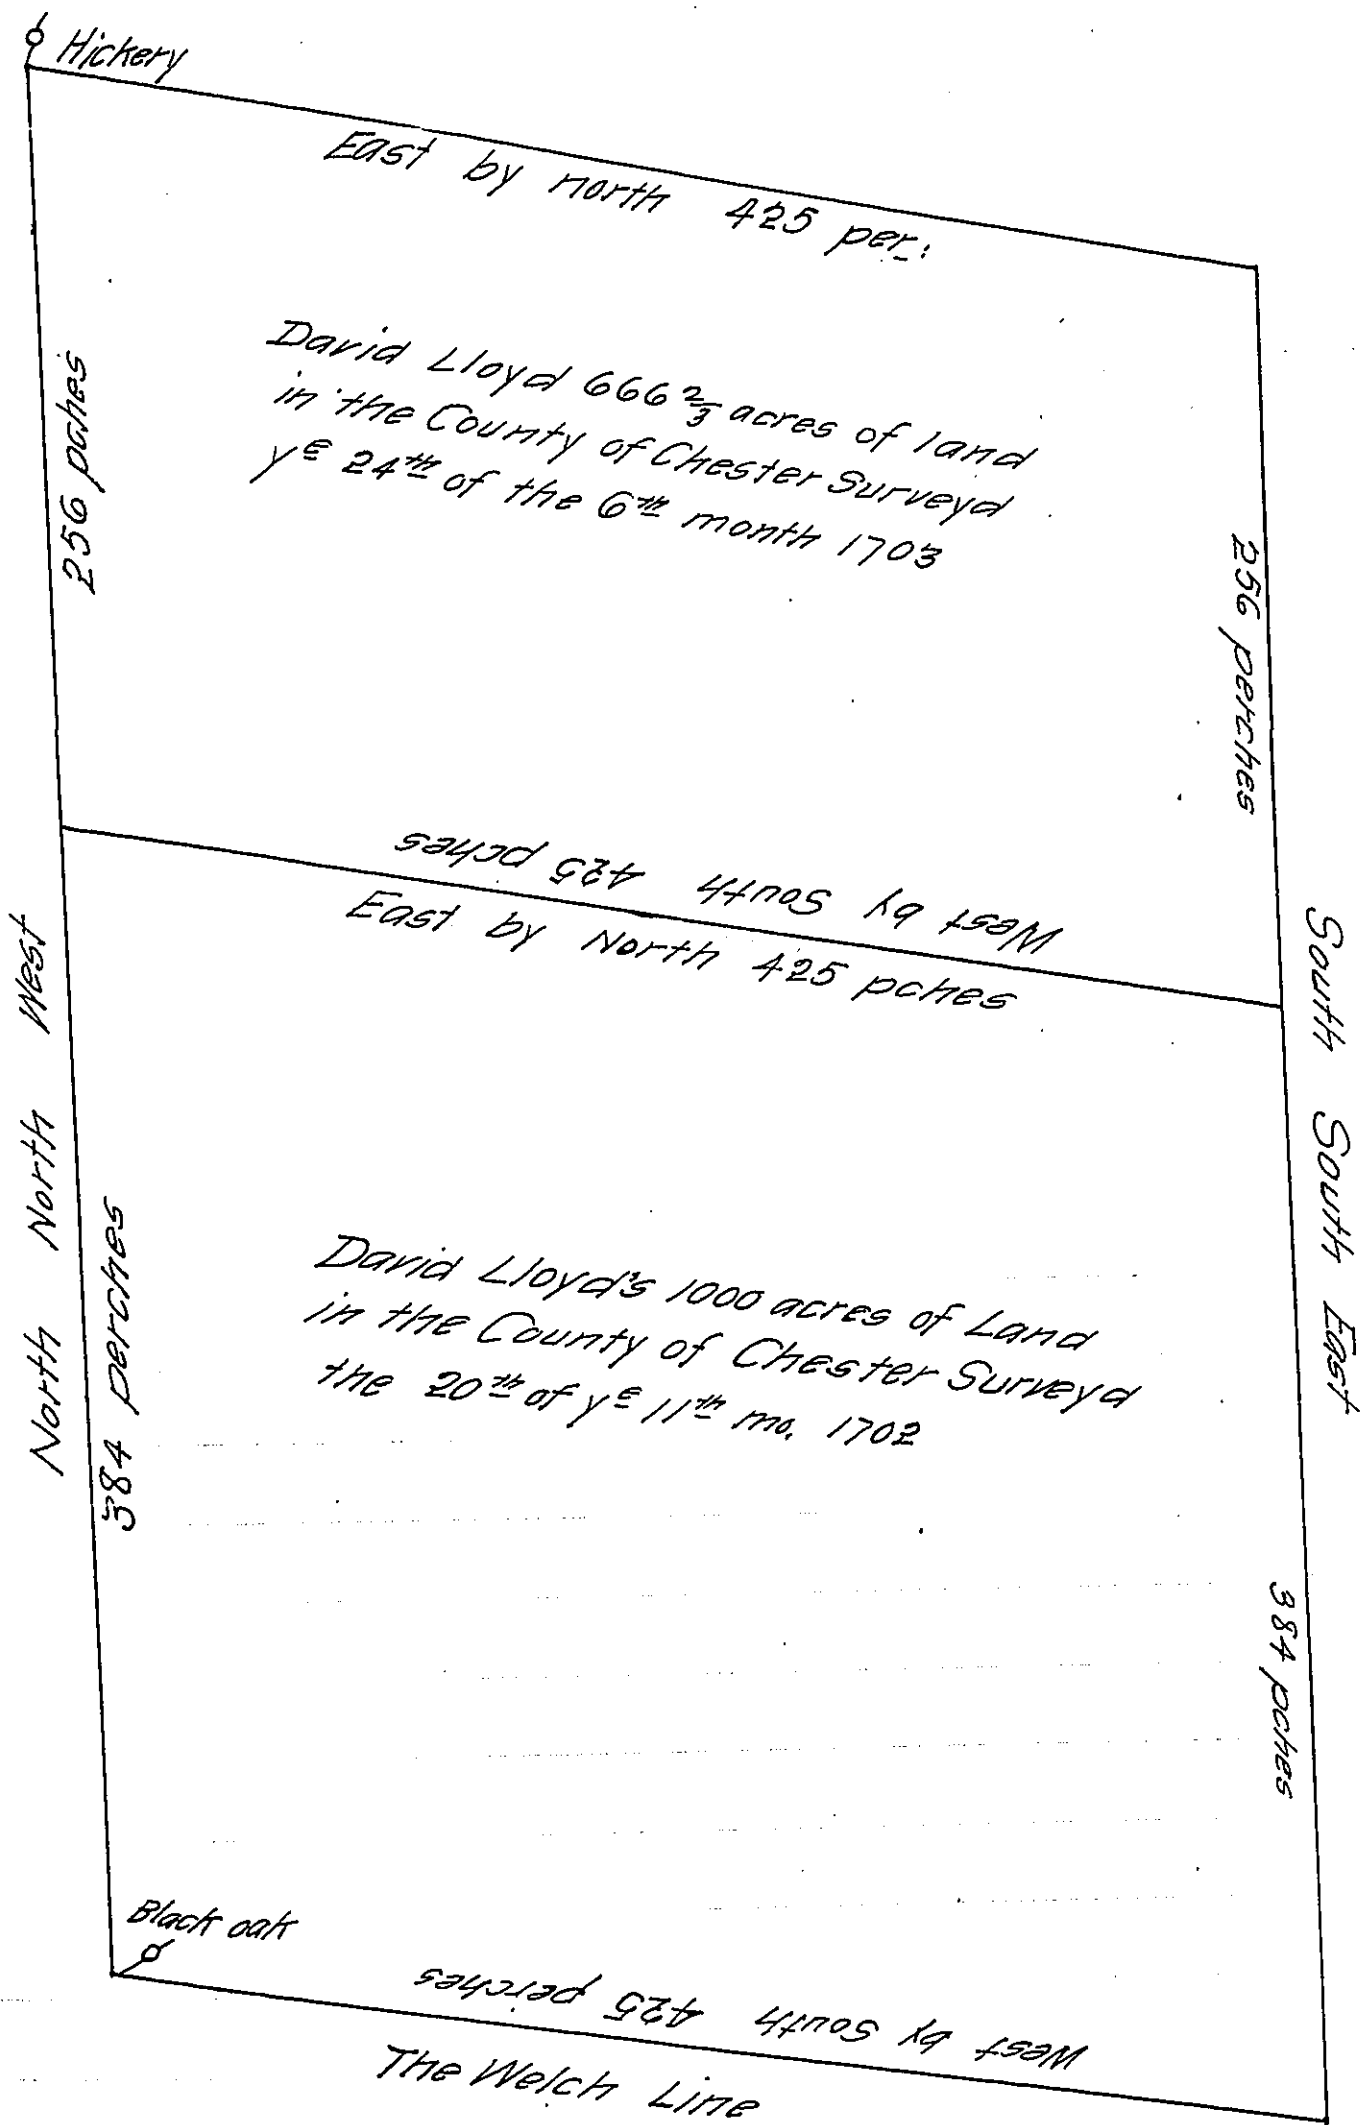 Hickery
East by north 425 per:
David Lloyd 666⅔ acres of land
in the County of Chester Surveyd
yᵉ 24ᵗʰ of the 6ᵗʰ month 1703
256 pches
256 perches
West by South 425 pches
East by North 425 pches
North North West
South South East
384 perches
David Lloyd's 1000 acres of Land
in the County of Chester Surveyd
the 20ᵗʰ of yᵉ 11ᵗʰ mo. 1702
384 pches
Black oak
West by South 425 perches
The Welch Line